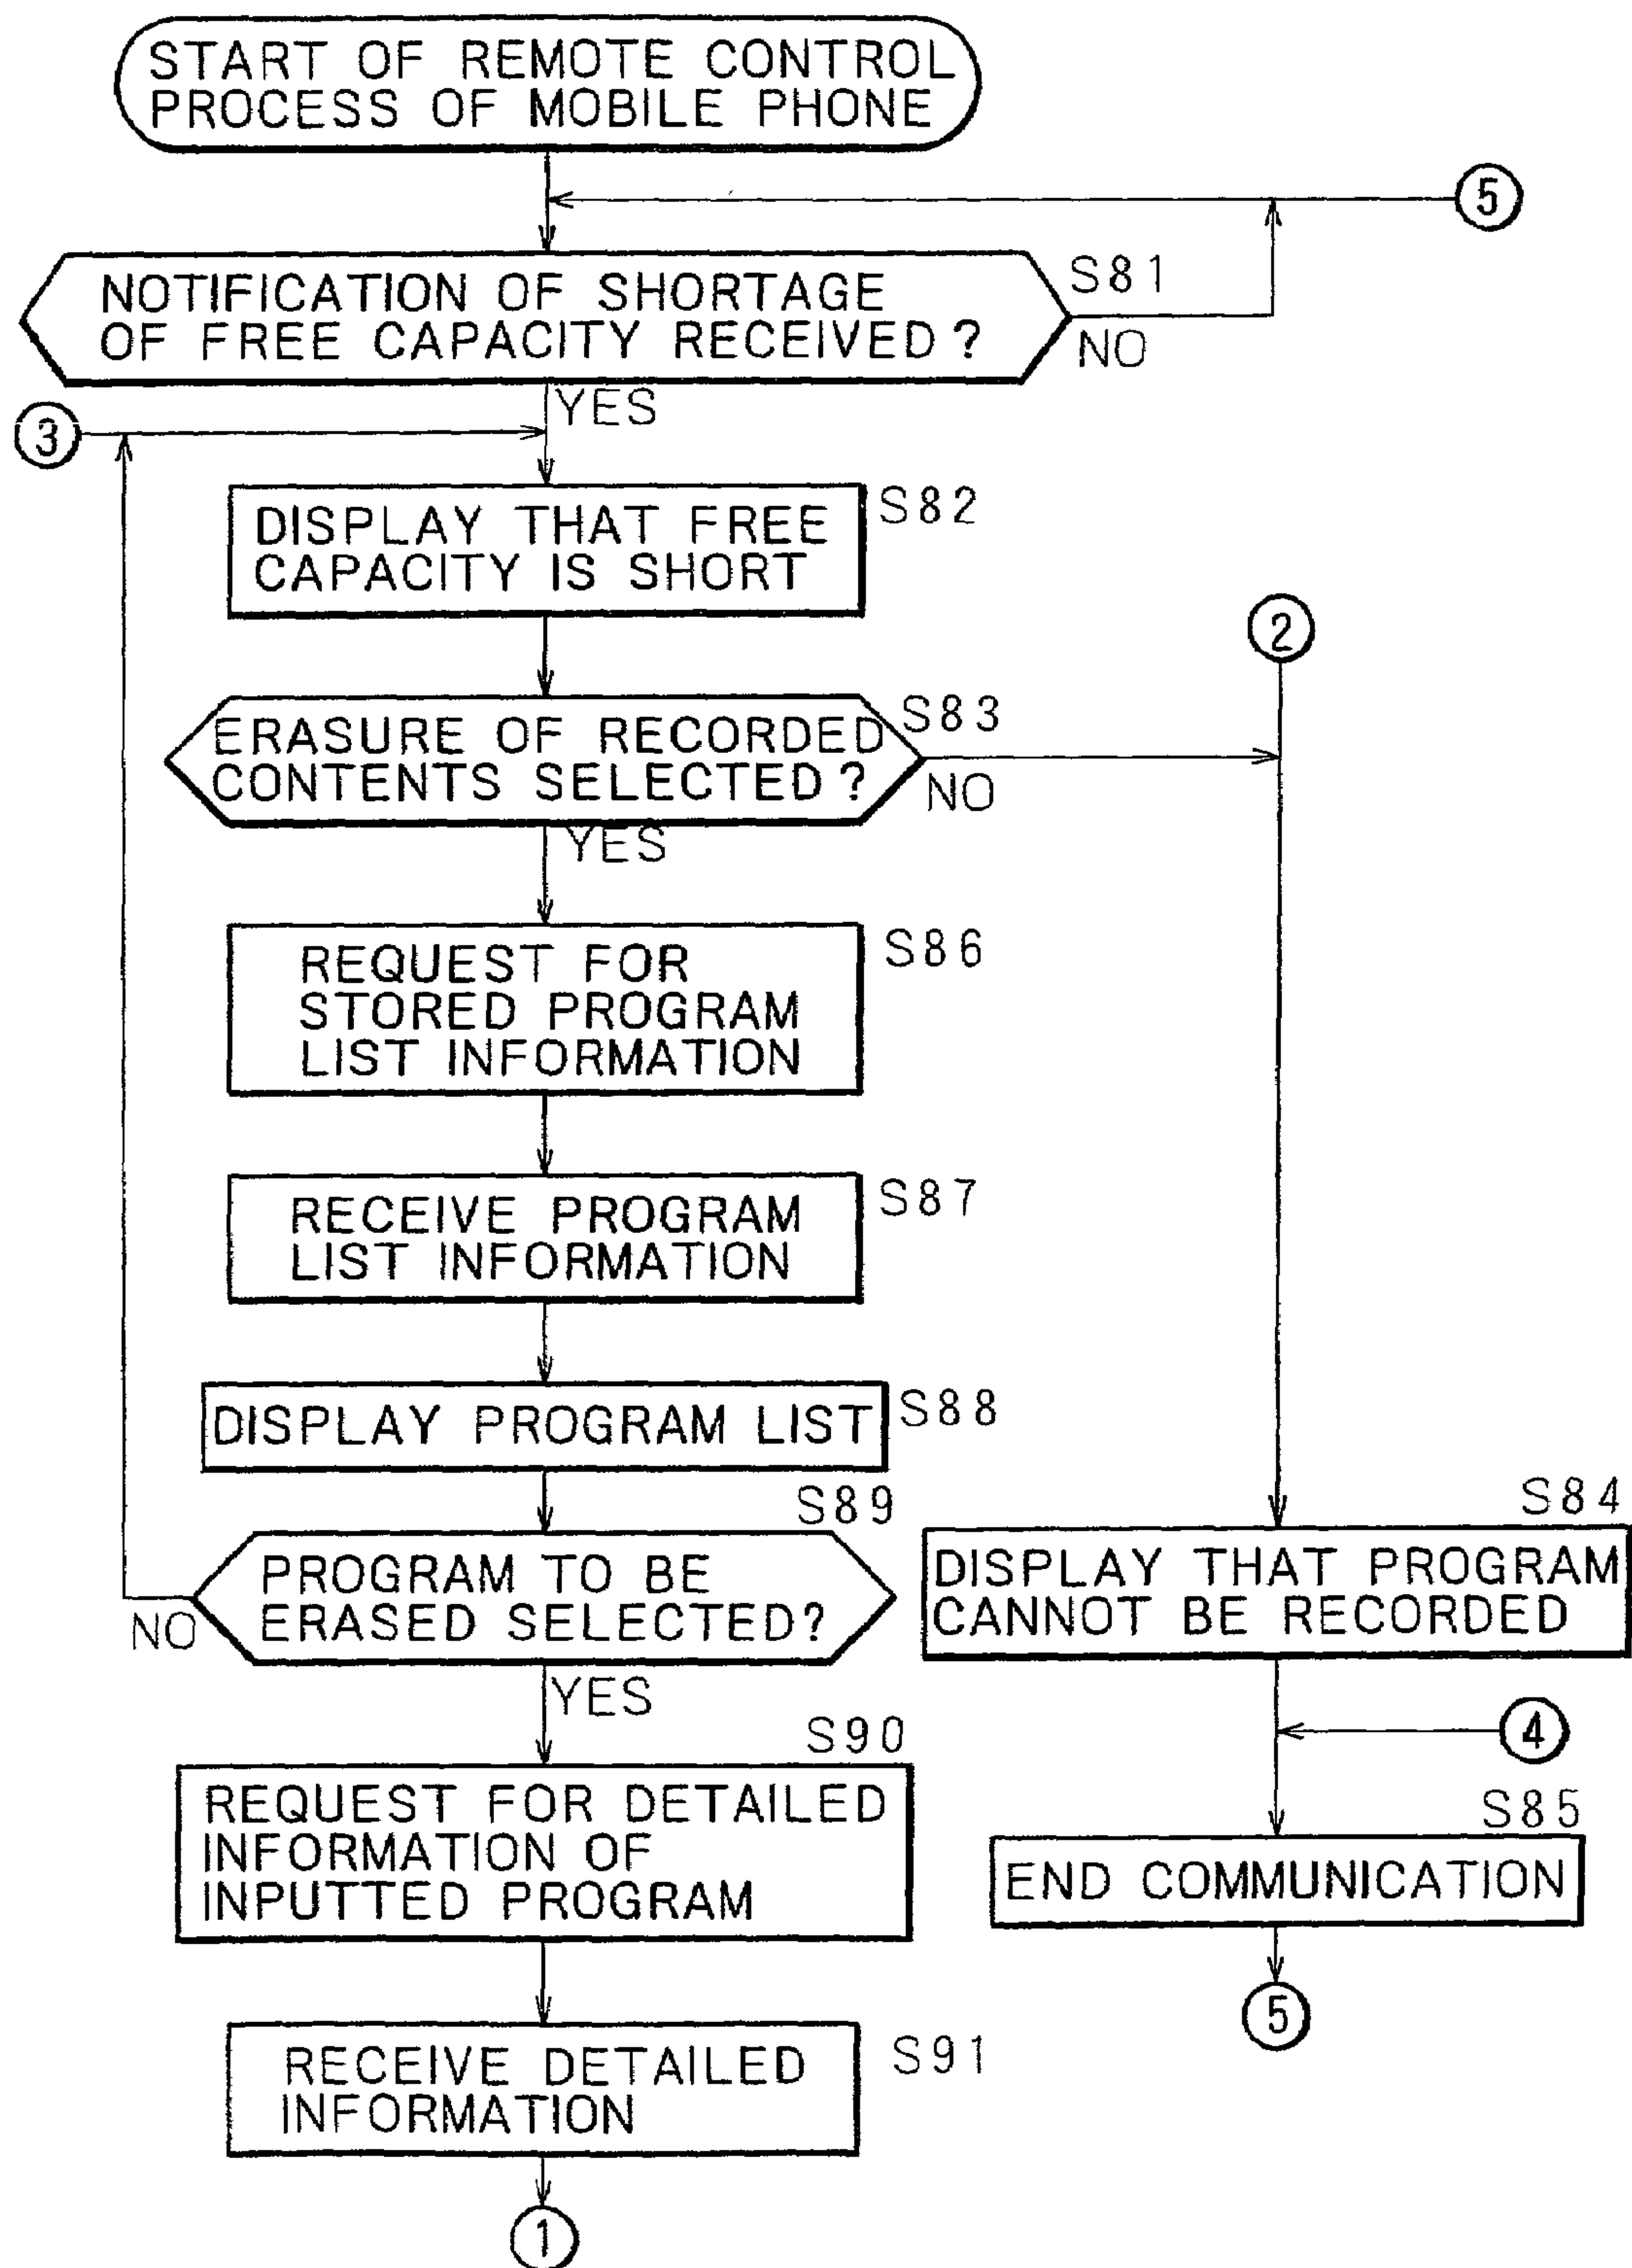 START OF REMOTE CONTROL
PROCESS OF MOBILE PHONE
5
NOTIFICATION OF SHORTAGE
OF FREE CAPACITY RECEIVED?
S81
NO
YES
3
DISPLAY THAT FREE
CAPACITY IS SHORT
S82
2
ERASURE OF RECORDED
CONTENTS SELECTED?
S83
NO
YES
REQUEST FOR
STORED PROGRAM
LIST INFORMATION
S86
RECEIVE PROGRAM
LIST INFORMATION
S87
DISPLAY PROGRAM LIST
S88
S89
PROGRAM TO BE
ERASED SELECTED?
NO
YES
S84
DISPLAY THAT PROGRAM
CANNOT BE RECORDED
4
S90
REQUEST FOR DETAILED
INFORMATION OF
INPUTTED PROGRAM
S85
END COMMUNICATION
5
RECEIVE DETAILED
INFORMATION
S91
1